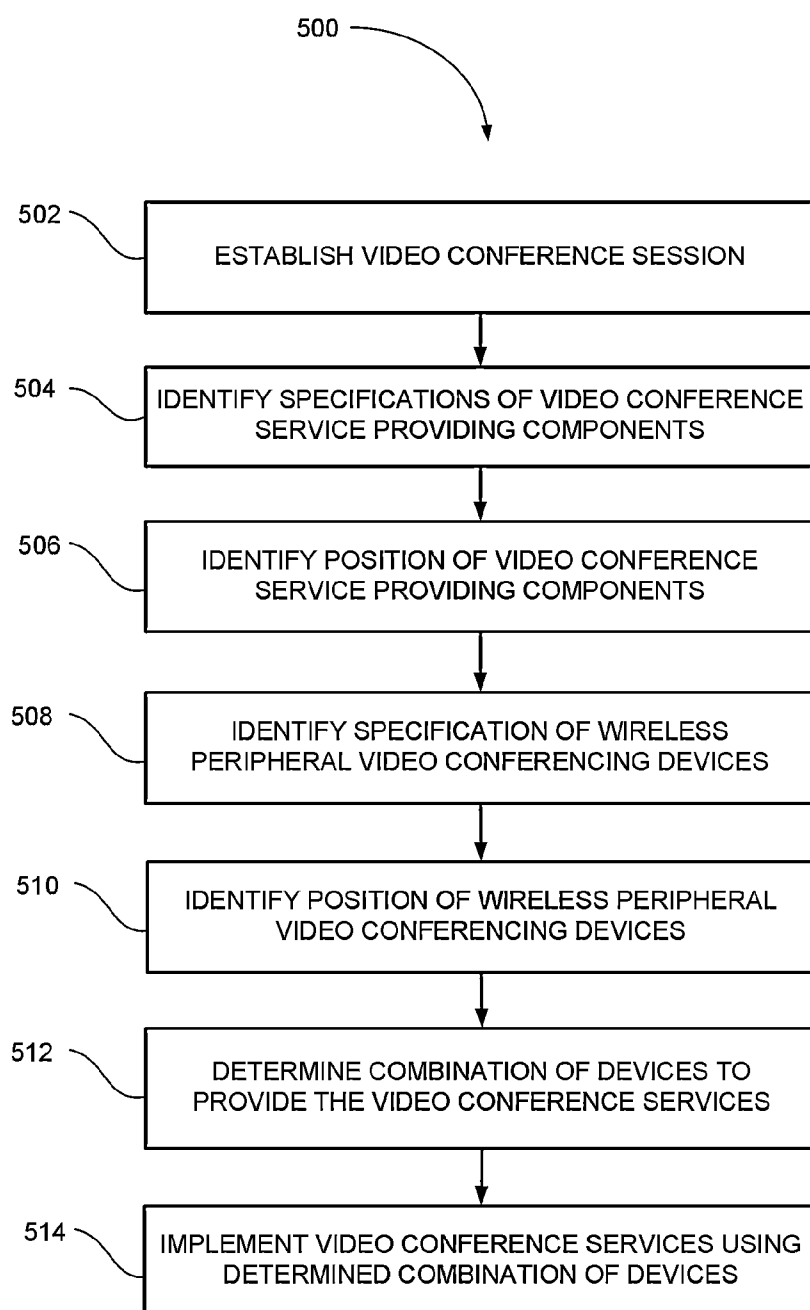 500
502
ESTABLISH VIDEO CONFERENCE SESSION
504
IDENTIFY SPECIFICATIONS OF VIDEO CONFERENCE
SERVICE PROVIDING COMPONENTS
506
IDENTIFY POSITION OF VIDEO CONFERENCE
SERVICE PROVIDING COMPONENTS
508
IDENTIFY SPECIFICATION OF WIRELESS
PERIPHERAL VIDEO CONFERENCING DEVICES
510
IDENTIFY POSITION OF WIRELESS PERIPHERAL
VIDEO CONFERENCING DEVICES
512
DETERMINE COMBINATION OF DEVICES TO
PROVIDE THE VIDEO CONFERENCE SERVICES
514
IMPLEMENT VIDEO CONFERENCE SERVICES USING
DETERMINED COMBINATION OF DEVICES